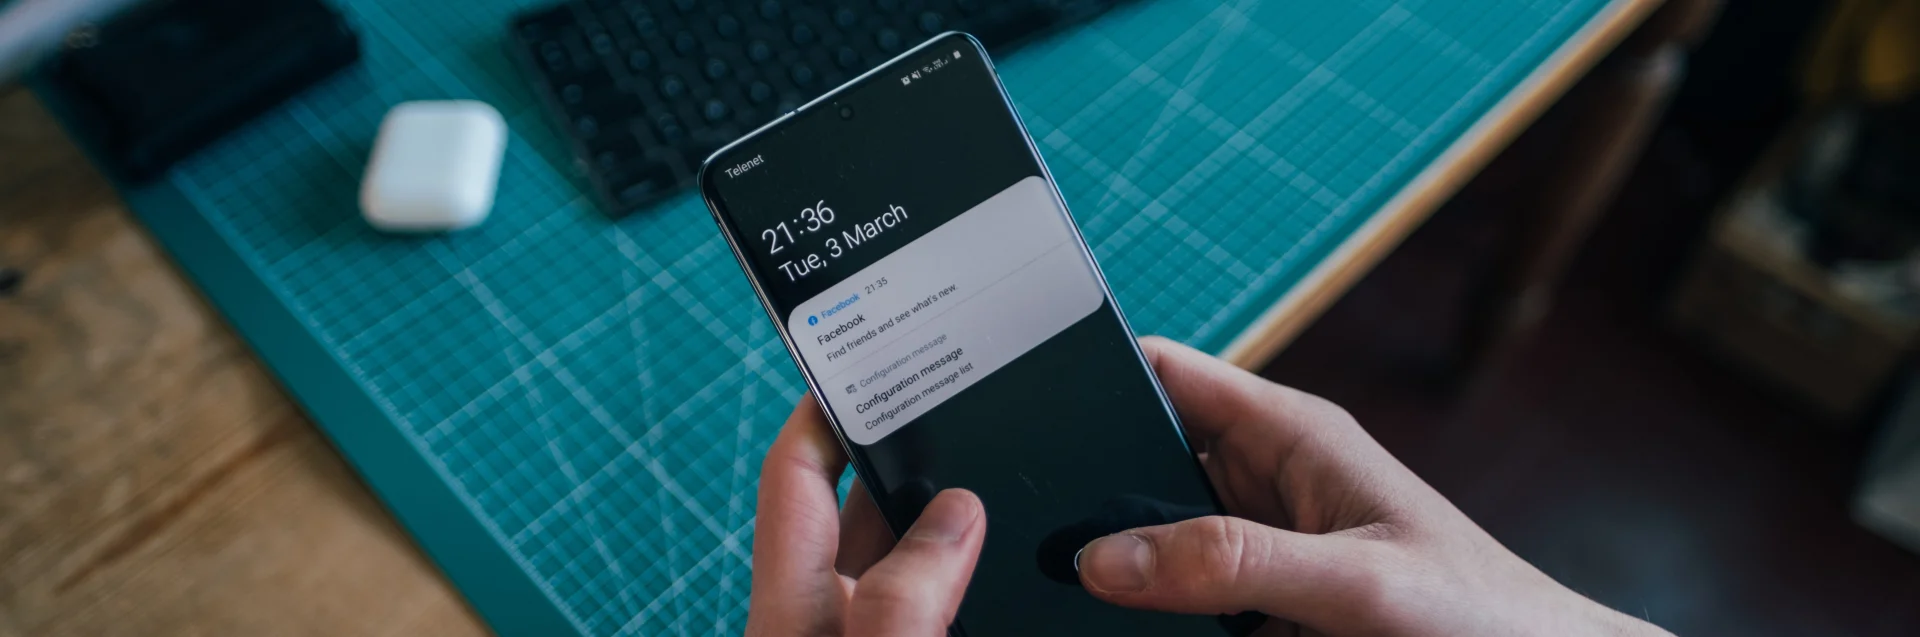 Telenet
21:36
Tue, 3 March
Facebook 21:35
Facebook
Find friends and see what's new.
Configuration message
Configuration message
Configuration message list